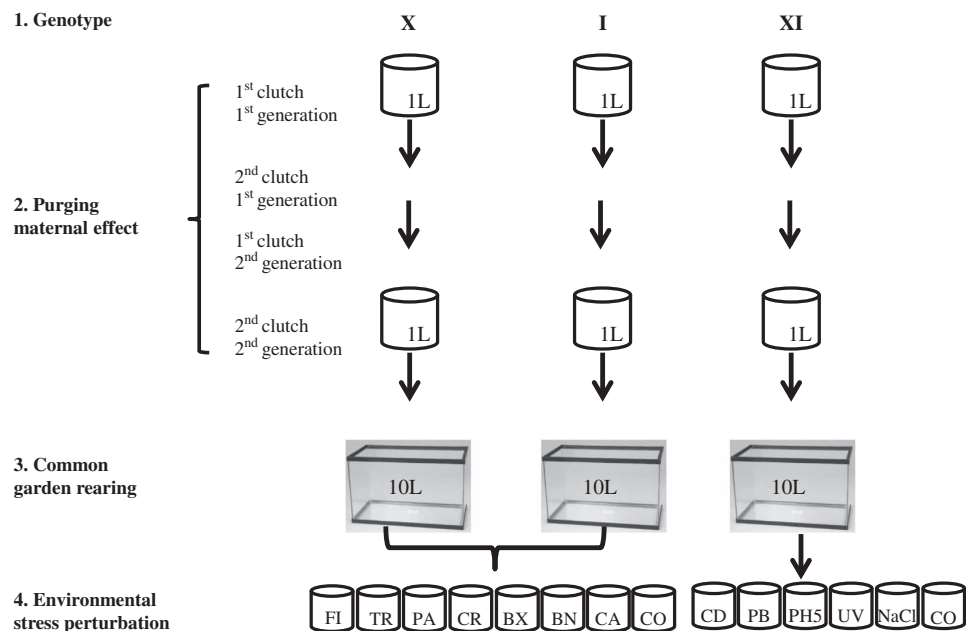 1. Genotype X I XI
1L 1L 1L
1st clutch
1st generation
2nd clutch
1st generation
2. Purging
maternal effect
1st clutch
2nd generation
1L 1L 1L
2nd clutch
2nd generation
3. Common
garden rearing
10L 10L 10L
4. Environmental
stress perturbation
FI TR PA CR BX BN CA CO CD PB PH5 UV NaCl CO